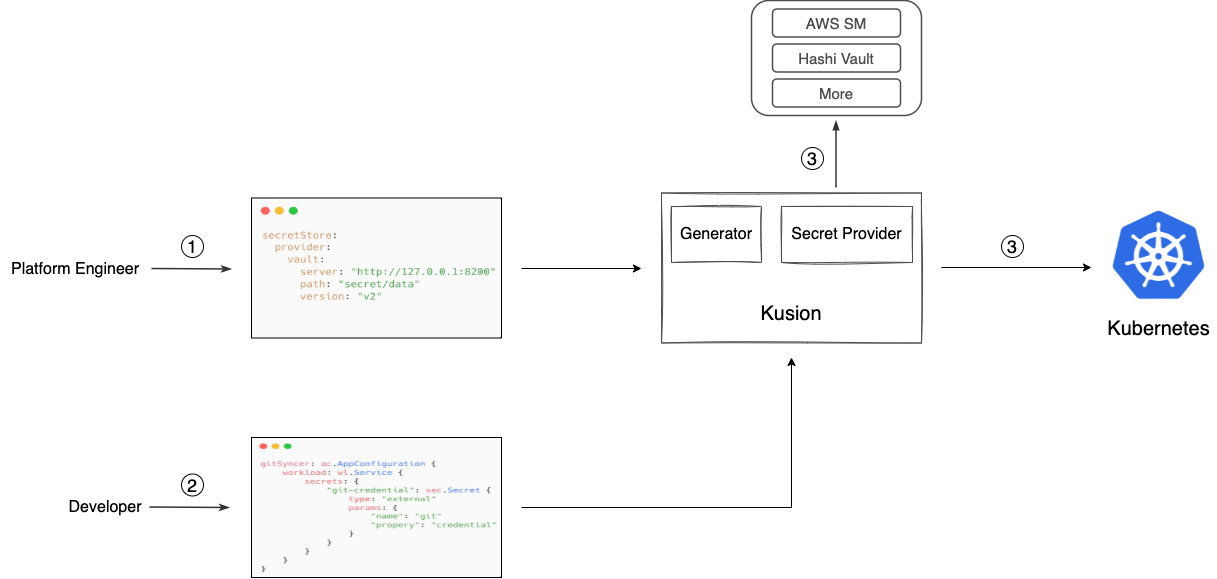 AWS SM
Hashi Vault
More
③
Platform Engineer
①
secretStore:
provider:
vault:
server: "http://127.0.0.1:8200"
path: "secret/data"
version: "v2"
Generator
Secret Provider
Kusion
③
Kubernetes
Developer
②
gitSyncer: ac.AppConfiguration {
workload: wl.Service {
secrets: {
"git-credential": sec.Secret {
type: "external"
params: {
"name": "git"
"propery": "credential"
}
}
}
}
}